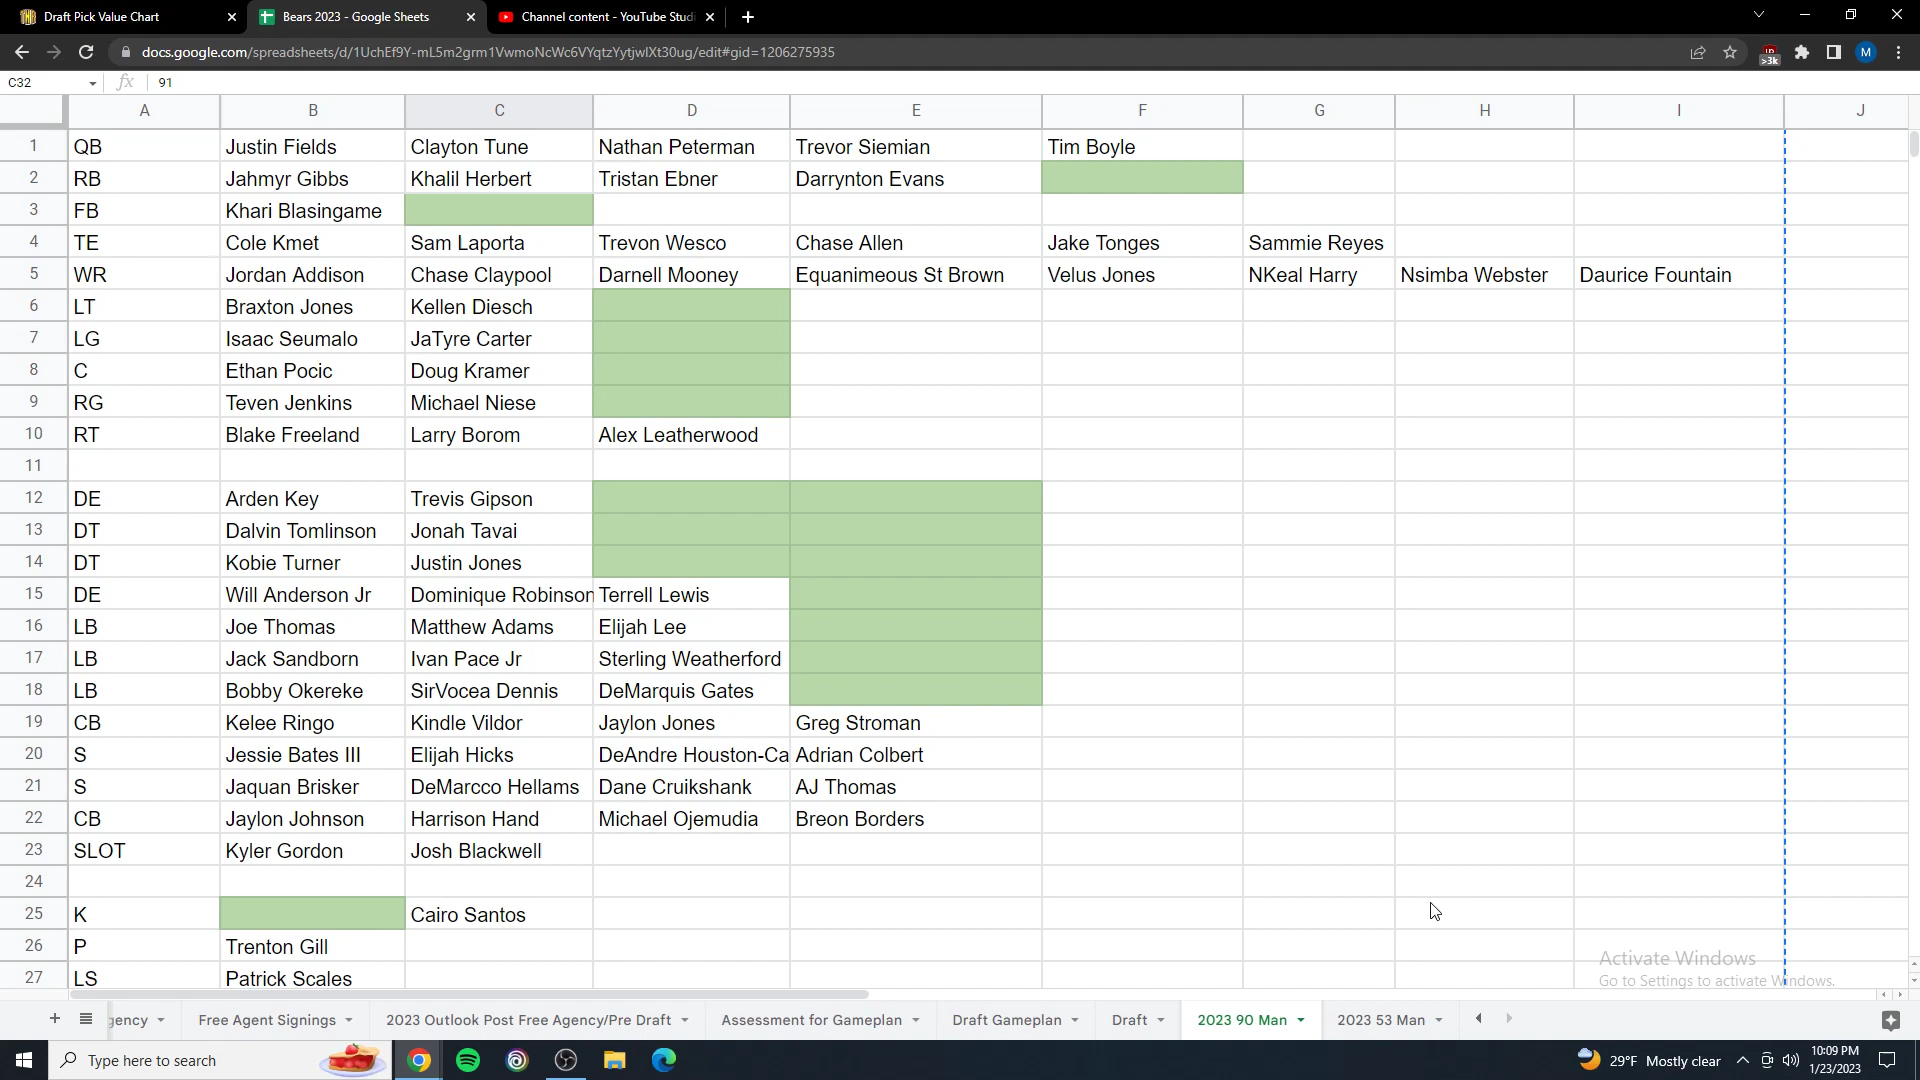 Draft Pick Value Chart
Bears 2023 - Google Sheets
Channel content - YouTube Studi
docs.google.com/spreadsheets/d/1UchEf9Y-mL5m2grm1VwmoNcWc6VYqtzYytjwlXt30ug/edit#gid=1206275935
>3k
M
C32
fx
91
A B C D E F G H I J
1 QB Justin Fields Clayton Tune Nathan Peterman Trevor Siemian Tim Boyle
2 RB Jahmyr Gibbs Khalil Herbert Tristan Ebner Darrynton Evans
3 FB Khari Blasingame
4 TE Cole Kmet Sam Laporta Trevon Wesco Chase Allen Jake Tonges Sammie Reyes
5 WR Jordan Addison Chase Claypool Darnell Mooney Equanimeous St Brown Velus Jones NKeal Harry Nsimba Webster Daurice Fountain
6 LT Braxton Jones Kellen Diesch
7 LG Isaac Seumalo JaTyre Carter
8 C Ethan Pocic Doug Kramer
9 RG Teven Jenkins Michael Niese
10 RT Blake Freeland Larry Borom Alex Leatherwood
11
12 DE Arden Key Trevis Gipson
13 DT Dalvin Tomlinson Jonah Tavai
14 DT Kobie Turner Justin Jones
15 DE Will Anderson Jr Dominique Robinson Terrell Lewis
16 LB Joe Thomas Matthew Adams Elijah Lee
17 LB Jack Sandborn Ivan Pace Jr Sterling Weatherford
18 LB Bobby Okereke SirVocea Dennis DeMarquis Gates
19 CB Kelee Ringo Kindle Vildor Jaylon Jones Greg Stroman
20 S Jessie Bates III Elijah Hicks DeAndre Houston-Ca Adrian Colbert
21 S Jaquan Brisker DeMarcco Hellams Dane Cruikshank AJ Thomas
22 CB Jaylon Johnson Harrison Hand Michael Ojemudia Breon Borders
23 SLOT Kyler Gordon Josh Blackwell
24
25 K Cairo Santos
26 P Trenton Gill
27 LS Patrick Scales
Activate Windows
Go to Settings to activate Windows.
gency Free Agent Signings 2023 Outlook Post Free Agency/Pre Draft Assessment for Gameplan Draft Gameplan Draft 2023 90 Man 2023 53 Man
Type here to search
29°F Mostly clear
10:09 PM
1/23/2023